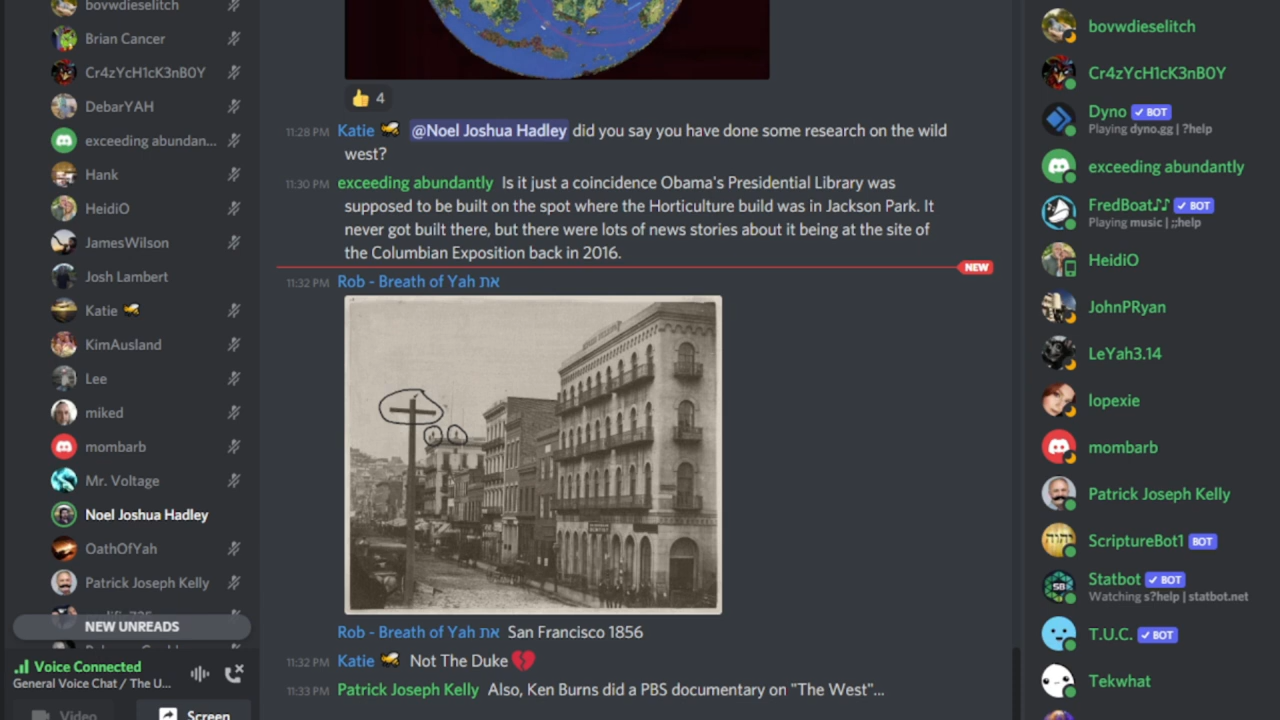 bovwdieselitch
Brian Cancer
Cr4zYcH1cK3nB0Y
DebarYAH
exceeding abundan...
Hank
HeidiO
JamesWilson
Josh Lambert
Katie
KimAusland
Lee
miked
mombarb
Mr. Voltage
Noel Joshua Hadley
OathOfYah
Patrick Joseph Kelly
NEW UNREADS
Voice Connected
General Voice Chat / The U...
Video
Screen
4
11:28 PM Katie @Noel Joshua Hadley did you say you have done some research on the wild
west?
11:30 PM exceeding abundantly Is it just a coincidence Obama's Presidential Library was
supposed to be built on the spot where the Horticulture build was in Jackson Park. It
never got built there, but there were lots of news stories about it being at the site of
the Columbian Exposition back in 2016.
NEW
11:32 PM Rob - Breath of Yah את
Rob - Breath of Yah את San Francisco 1856
11:32 PM Katie Not The Duke💔
11:33 PM Patrick Joseph Kelly Also, Ken Burns did a PBS documentary on "The West"...
bovwdieselitch
Cr4zYcH1cK3nB0Y
Dyno ✓ BOT
Playing dyno.gg | ?help
exceeding abundantly
FredBoat♪♪ ✓ BOT
Playing music | ;;help
HeidiO
JohnPRyan
LeYah3.14
lopexie
mombarb
Patrick Joseph Kelly
ScriptureBot1 BOT
Statbot ✓ BOT
Watching s?help | statbot.net
T.U.C. ✓ BOT
Tekwhat